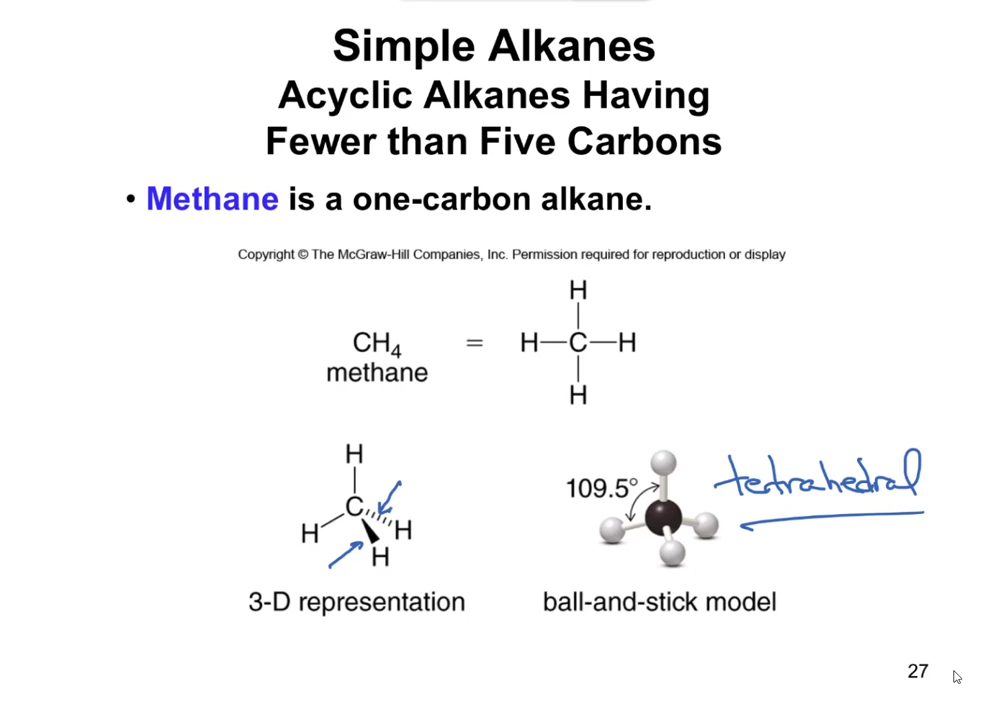 Simple Alkanes
Acyclic Alkanes Having
Fewer than Five Carbons
• Methane is a one-carbon alkane.
Copyright © The McGraw-Hill Companies, Inc. Permission required for reproduction or display
H
CH₄ = H—C—H
methane
H
H
C
H H
H
109.5° tetrahedral
3-D representation ball-and-stick model
27